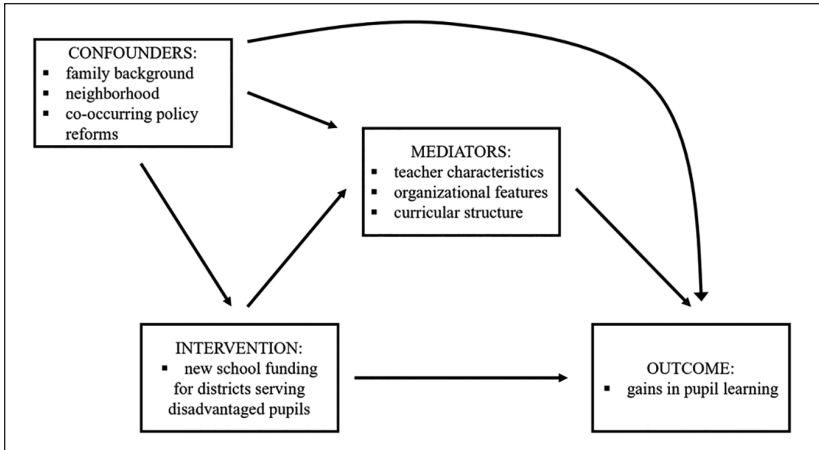 CONFOUNDERS:
▪ family background
▪ neighborhood
▪ co-occurring policy
reforms
MEDIATORS:
▪ teacher characteristics
▪ organizational features
▪ curricular structure
INTERVENTION:
▪ new school funding
for districts serving
disadvantaged pupils
OUTCOME:
▪ gains in pupil learning